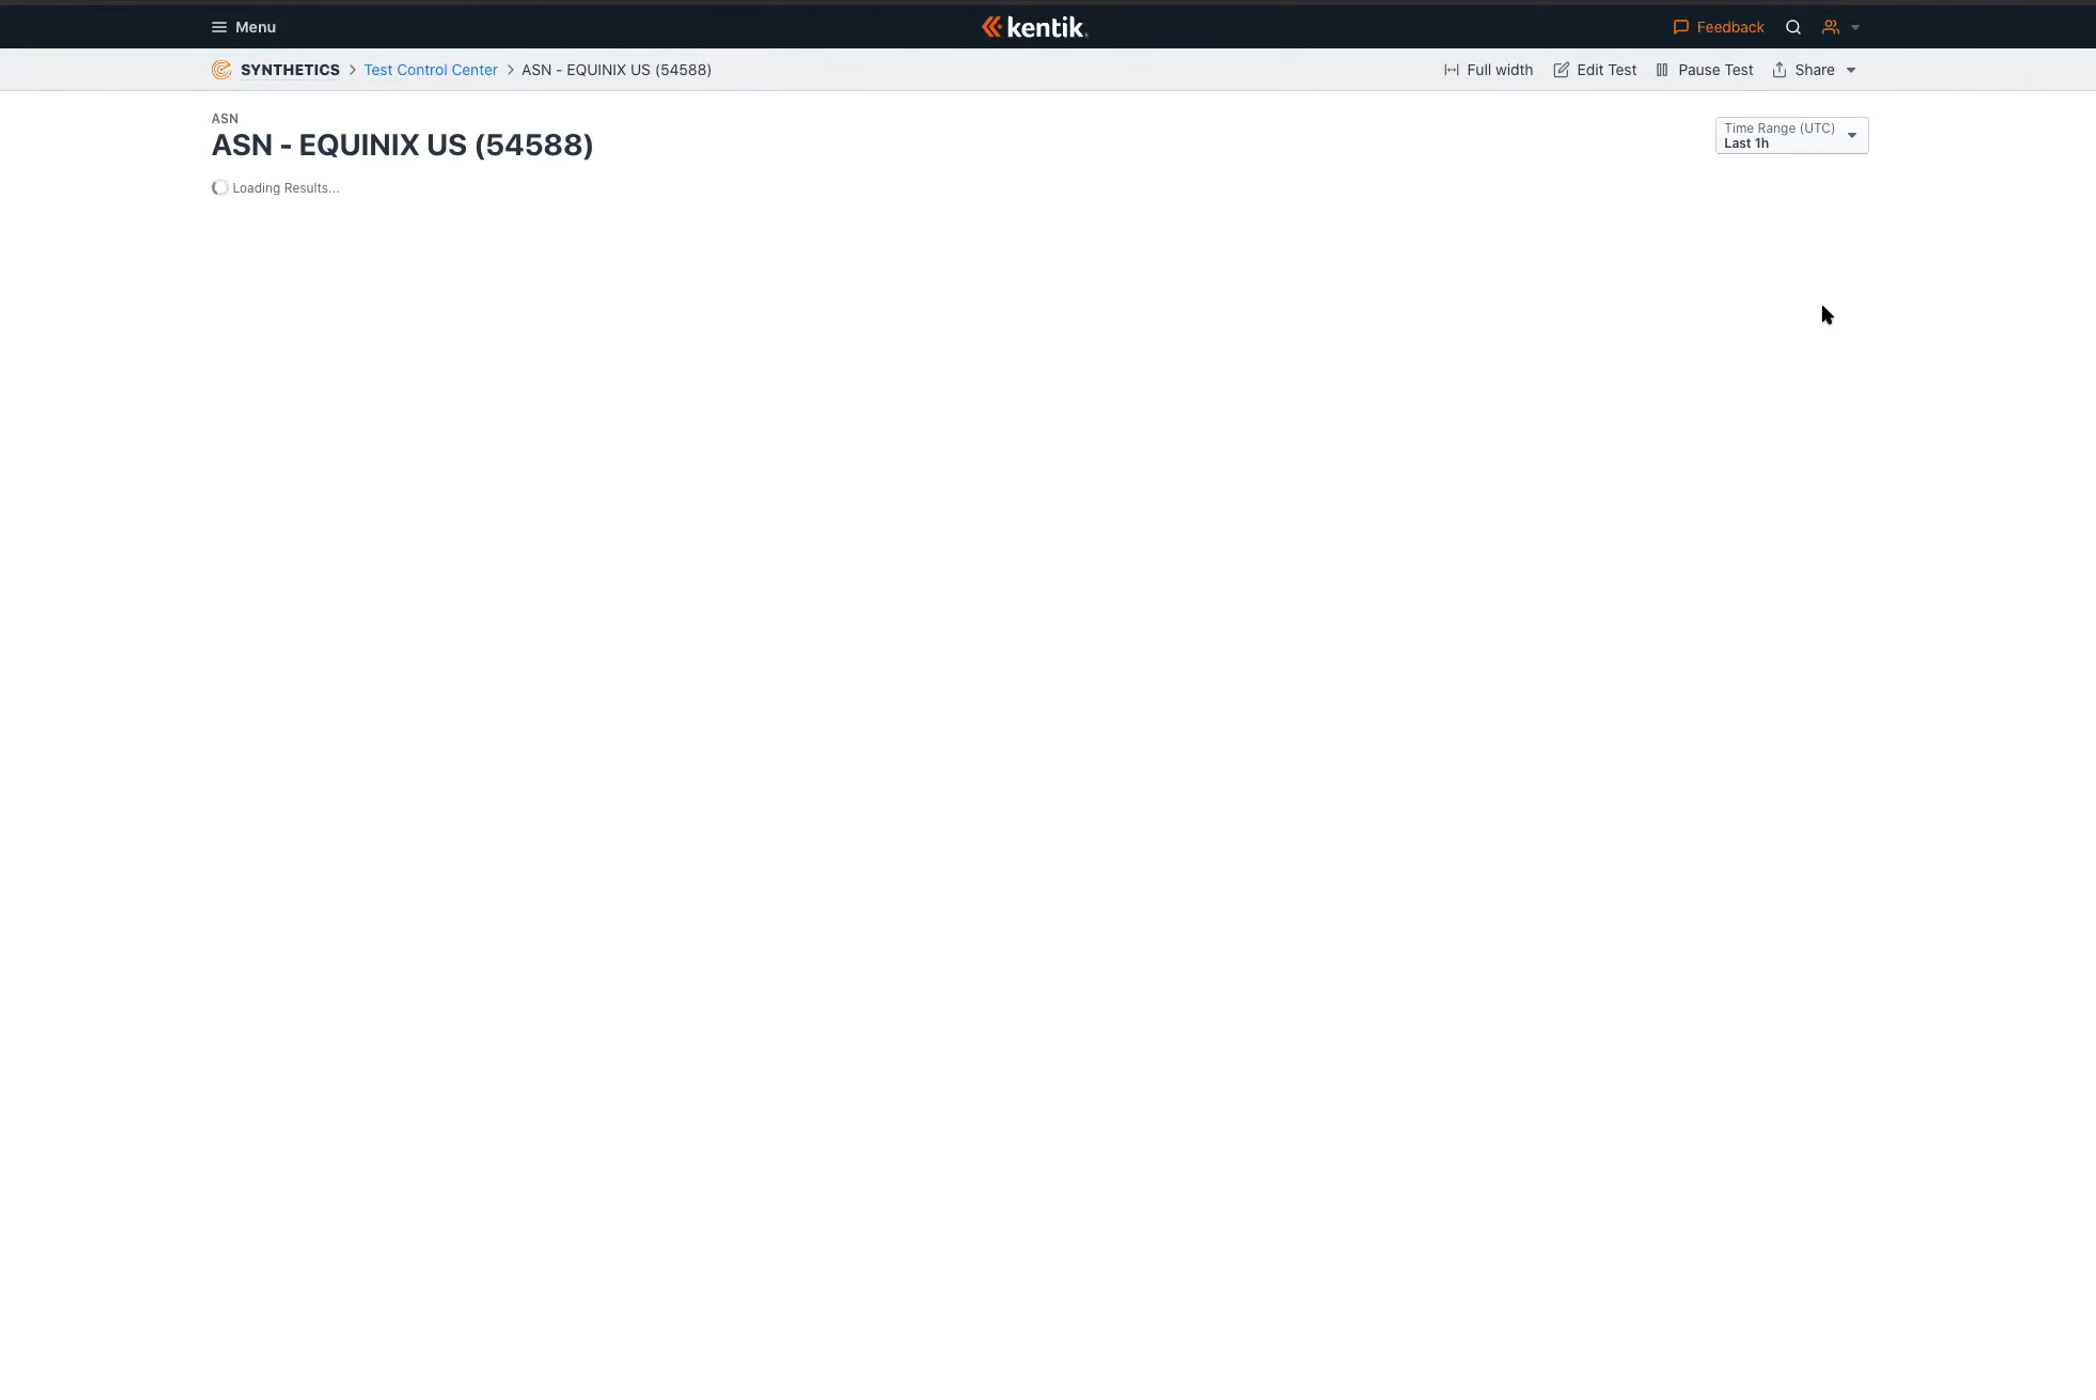 Menu
kentik
Feedback
SYNTHETICS > Test Control Center > ASN - EQUINIX US (54588)
Full width
Edit Test
Pause Test
Share
ASN
ASN - EQUINIX US (54588)
Time Range (UTC)
Last 1h
Loading Results...